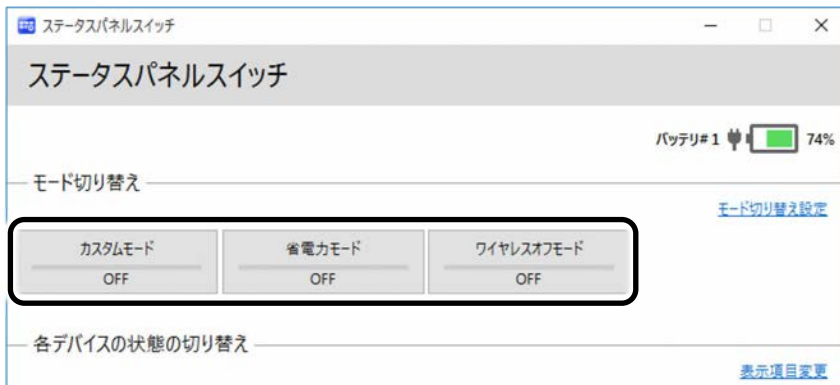 ステータスパネルスイッチ
ステータスパネルスイッチ
バッテリ#1 74%
モード切り替え
モード切り替え設定
カスタムモード 省電力モード ワイヤレスオフモード
OFF OFF OFF
各デバイスの状態の切り替え
表示項目変更